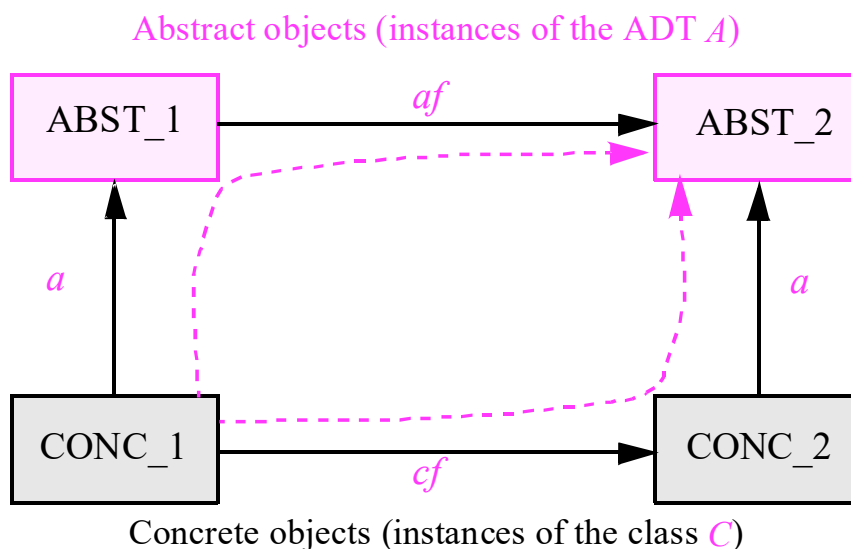 Abstract objects (instances of the ADT A)
ABST_1
af
ABST_2
a
a
CONC_1
cf
CONC_2
Concrete objects (instances of the class C)